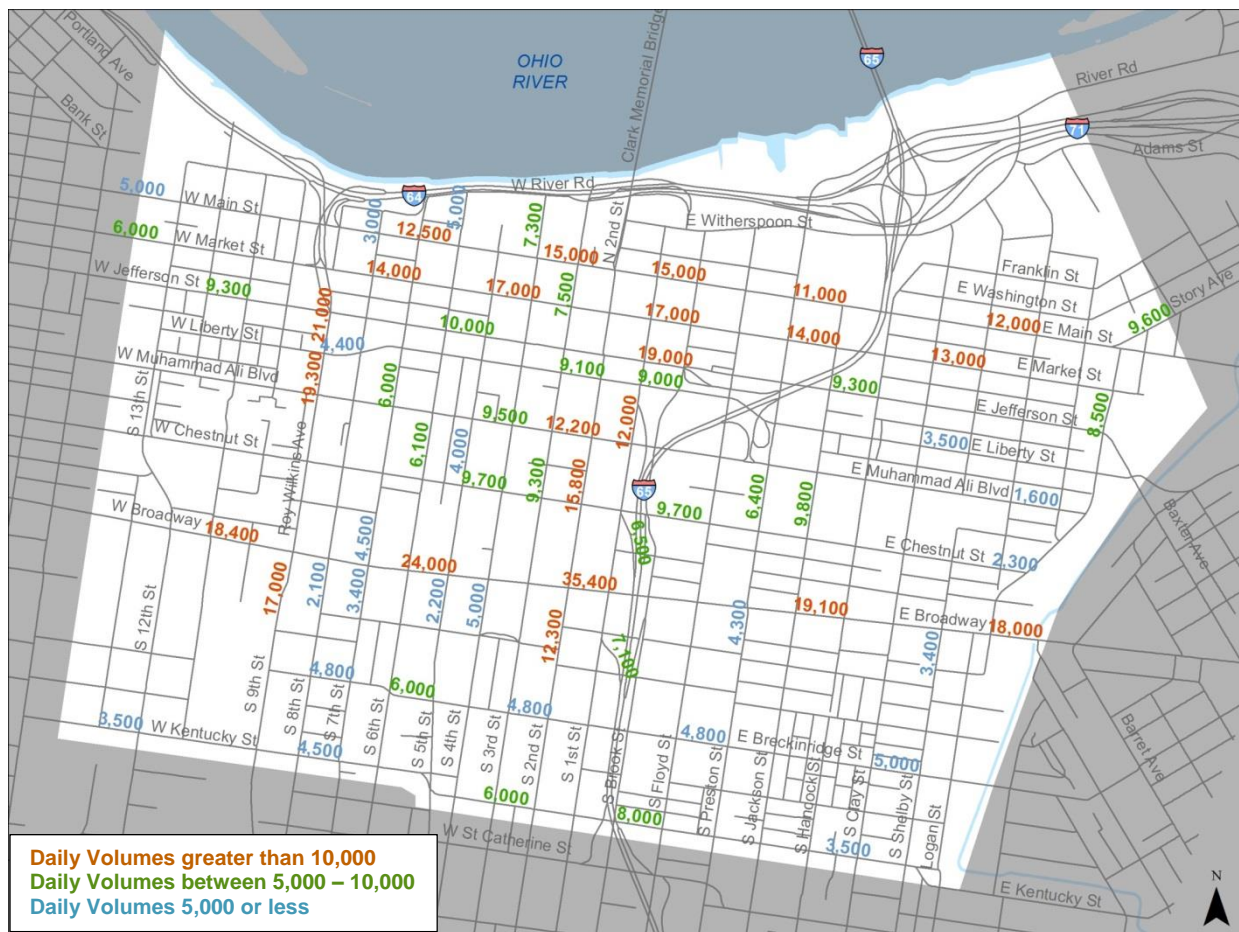 Portland Ave
Bank St
OHIO
RIVER
Clark Memorial Bridge
65
River Rd
71
Adams St
5,000
W Main St
64
W River Rd
E Witherspoon St
3,000
5,000
12,500
7,300
15,000
N 2nd St
15,000
Franklin St
6,000
W Market St
14,000
17,000
7,500
11,000
E Washington St
Story Ave
W Jefferson St
9,300
21,000
10,000
17,000
14,000
12,000
E Main St
9,600
W Liberty St
4,400
19,000
13,000
E Market St
W Muhammad Ali Blvd
19,300
6,000
9,100
9,000
9,300
E Jefferson St
8,500
S 13th St
W Chestnut St
9,500
12,200
12,000
3,500
E Liberty St
Roy Wilkins Ave
6,100
4,000
9,700
9,300
15,800
65
6,400
9,800
E Muhammad Ali Blvd
1,600
W Broadway
18,400
4,500
9,700
6,500
E Chestnut St
2,300
Baxter Ave
24,000
35,400
17,000
2,100
3,400
2,200
5,000
12,300
4,300
19,100
E Broadway
18,000
S 12th St
7,100
3,400
S 9th St
4,800
6,000
4,800
4,800
E Breckinridge St
5,000
Barret Ave
3,500
W Kentucky St
4,500
S 8th St
S 7th St
S 6th St
S 5th St
S 4th St
S 3rd St
S 2nd St
S 1st St
S Brook St
S Floyd St
S Preston St
S Jackson St
S Hancock St
S Clay St
S Shelby St
Logan St
6,000
8,000
W St Catherine St
3,500
E Kentucky St
Daily Volumes greater than 10,000
Daily Volumes between 5,000 – 10,000
Daily Volumes 5,000 or less
N